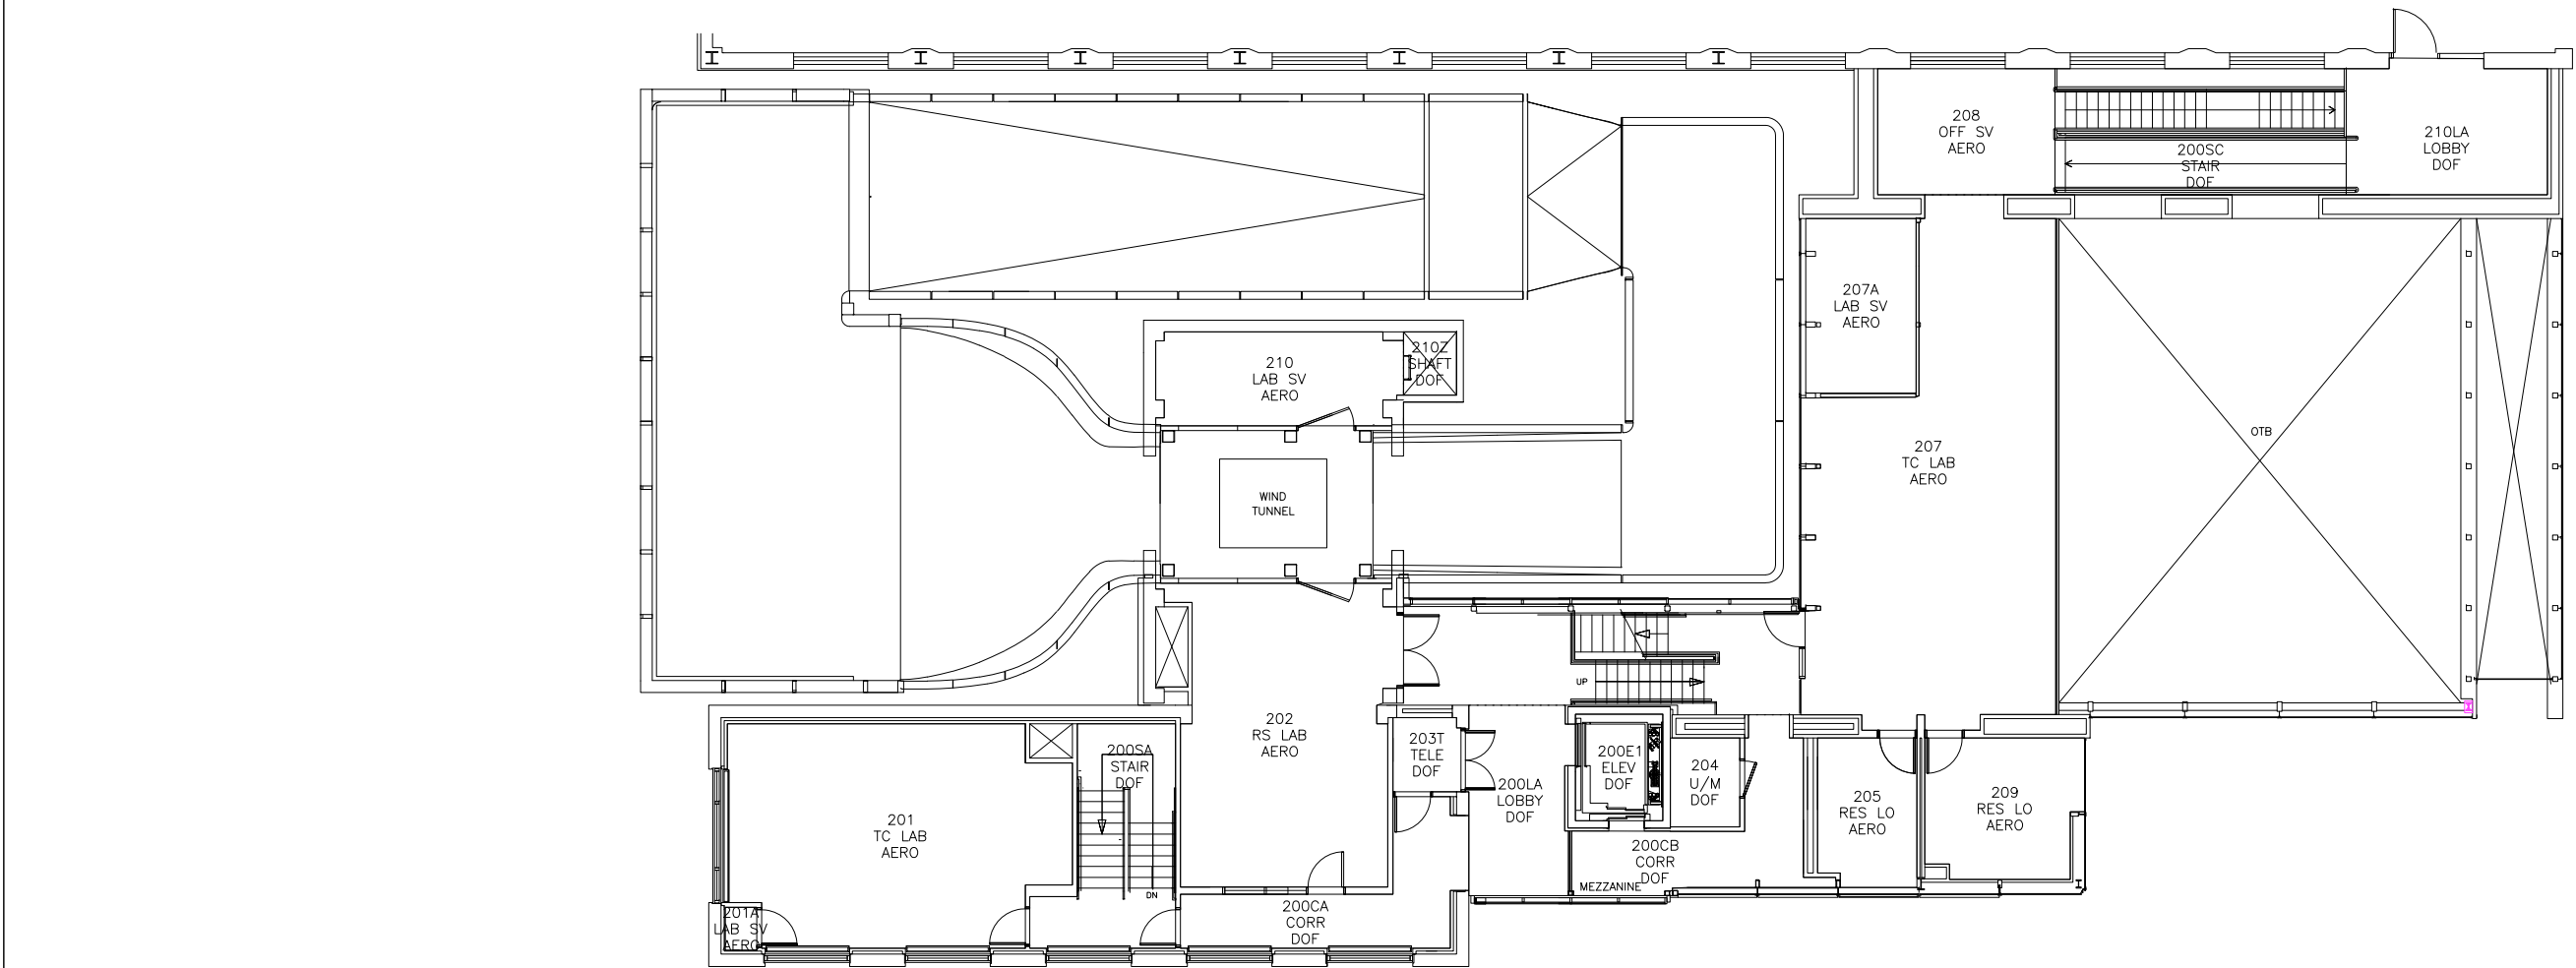 208
OFF SV
AERO
200SC
STAIR
DOF
210LA
LOBBY
DOF
207A
LAB SV
AERO
210
LAB SV
AERO
210Z
SHAFT
DOF
207
TC LAB
AERO
OTB
WIND
TUNNEL
UP
202
RS LAB
AERO
203T
TELE
DOF
200SA
STAIR
DOF
200E1
ELEV
DOF
204
U/M
DOF
200LA
LOBBY
DOF
205
RES LO
AERO
209
RES LO
AERO
201
TC LAB
AERO
200CB
CORR
DOF
MEZZANINE
DN
201A
LAB SV
AERO
200CA
CORR
DOF